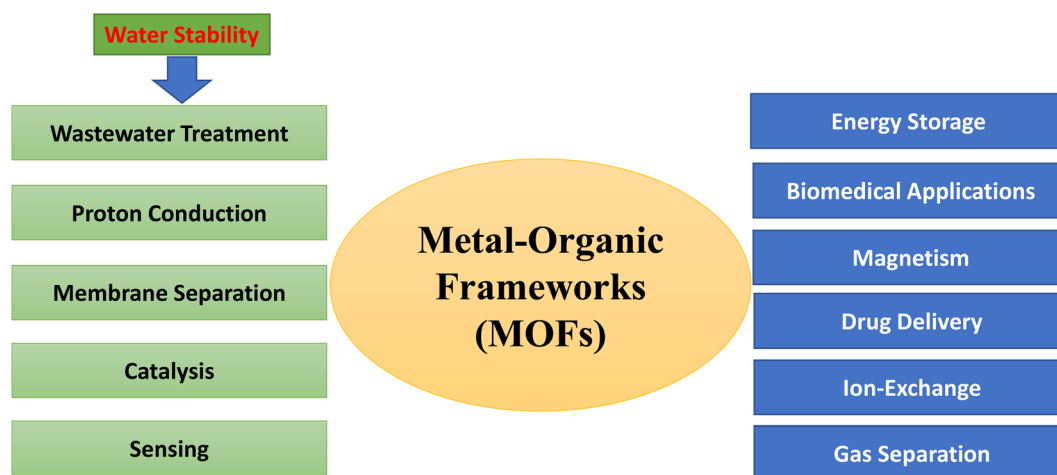 Water Stability
Wastewater Treatment
Proton Conduction
Membrane Separation
Catalysis
Sensing
Metal-Organic
Frameworks
(MOFs)
Energy Storage
Biomedical Applications
Magnetism
Drug Delivery
Ion-Exchange
Gas Separation